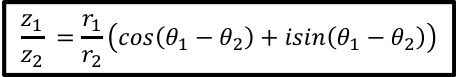 z₁/z₂ = r₁/r₂ (cos(θ₁ − θ₂) + isin(θ₁ − θ₂))